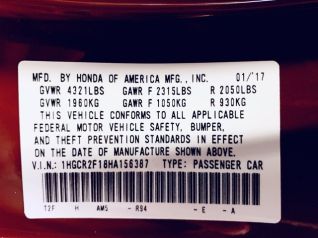 MFD. BY HONDA OF AMERICA MFG., INC. 01/'17
GVWR 4321LBS GAWR F 2315LBS R 2050LBS
GVWR 1960KG GAWR F 1050KG R 930KG
THIS VEHICLE CONFORMS TO ALL APPLICABLE
FEDERAL MOTOR VEHICLE SAFETY, BUMPER,
AND THEFT PREVENTION STANDARDS IN EFFECT
ON THE DATE OF MANUFACTURE SHOWN ABOVE.
V.I.N.: 1HGCR2F18HA156387 TYPE: PASSENGER CAR
T2F H AM5 - R94 - E - A